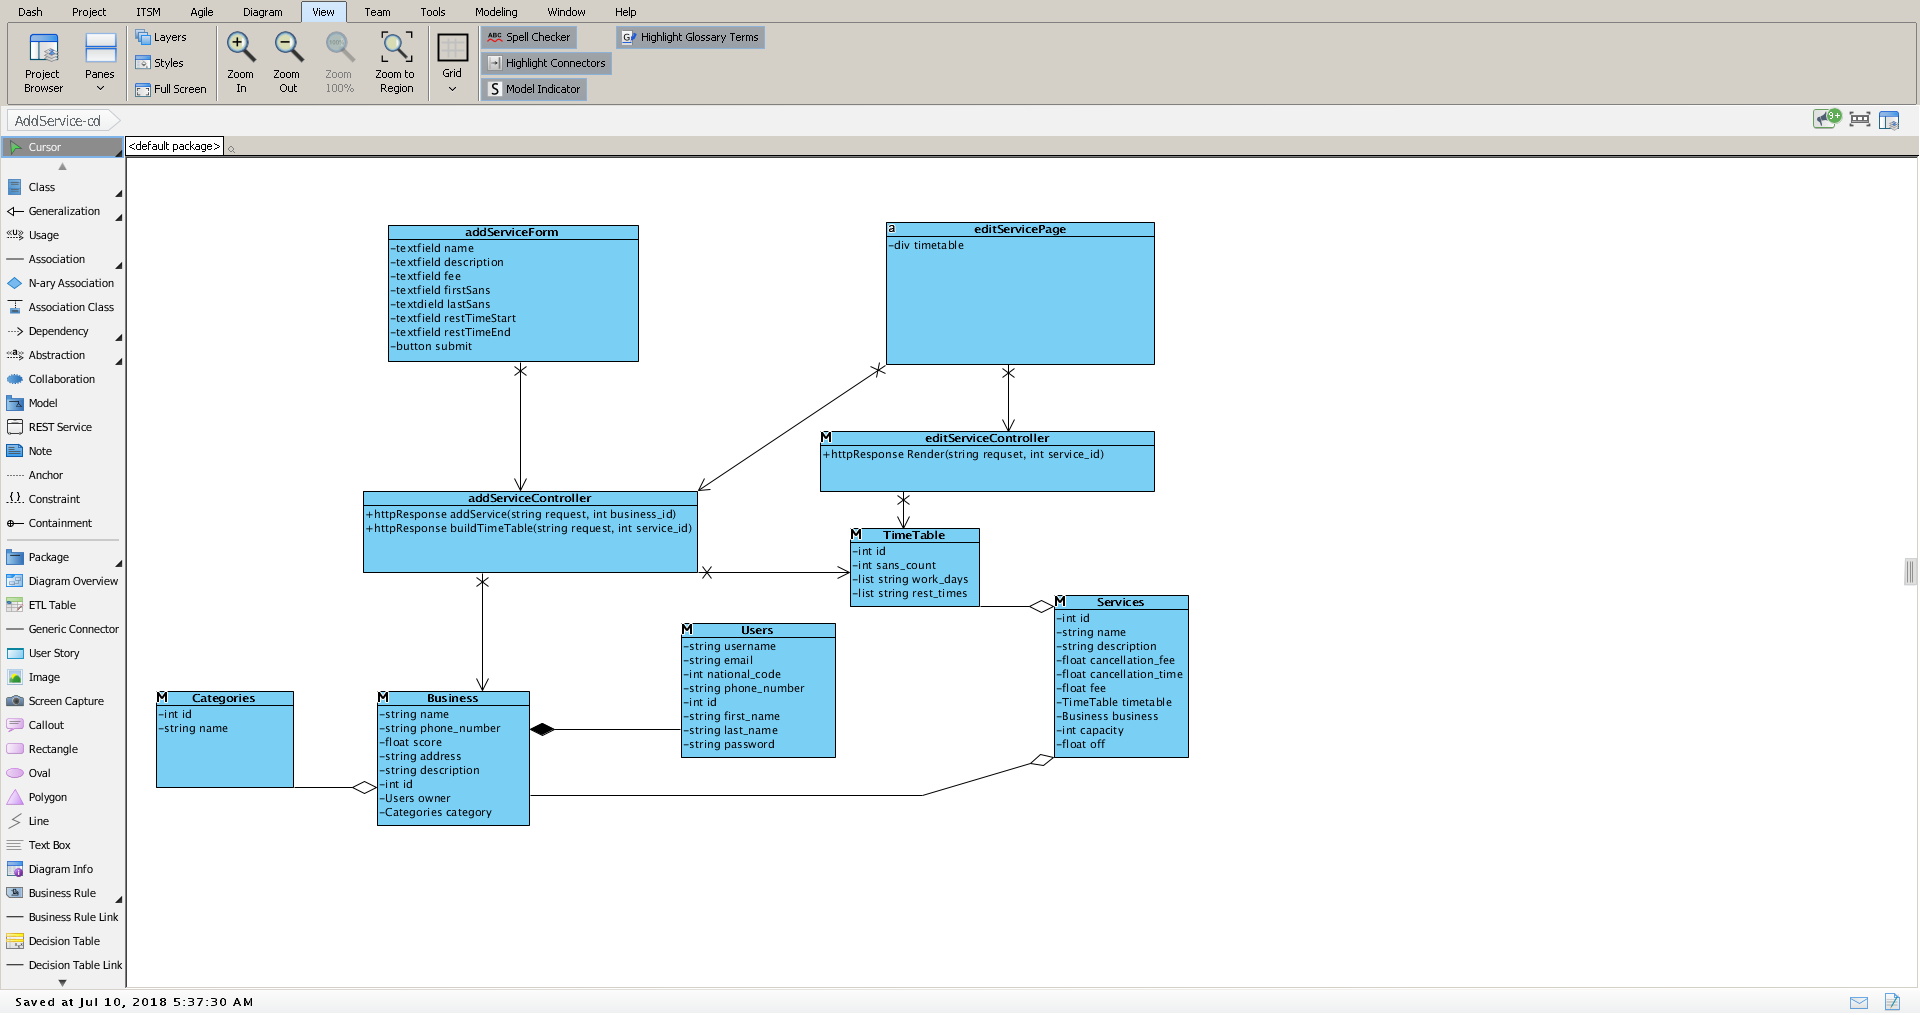 Dash Project ITSM Agile Diagram View Team Tools Modeling Window Help
Project Browser
Panes
Layers
Styles
Full Screen
Zoom In
Zoom Out
Zoom 100%
Zoom to Region
Grid
ABC Spell Checker
Highlight Connectors
S Model Indicator
G Highlight Glossary Terms
AddService-cd
9+
Cursor
<default package>
Class
Generalization
«U» Usage
Association
N-ary Association
Association Class
Dependency
«a» Abstraction
Collaboration
Model
REST Service
Note
Anchor
{} Constraint
Containment
Package
Diagram Overview
ETL Table
Generic Connector
User Story
Image
Screen Capture
Callout
Rectangle
Oval
Polygon
Line
Text Box
Diagram Info
Business Rule
Business Rule Link
Decision Table
Decision Table Link
addServiceForm
-textfield name
-textfield description
-textfield fee
-textfield firstSans
-textdield lastSans
-textfield restTimeStart
-textfield restTimeEnd
-button submit
a editServicePage
-div timetable
M editServiceController
+httpResponse Render(string requset, int service_id)
addServiceController
+httpResponse addService(string request, int business_id)
+httpResponse buildTimeTable(string request, int service_id)
M TimeTable
-int id
-int sans_count
-list string work_days
-list string rest_times
M Services
-int id
-string name
-string description
-float cancellation_fee
-float cancellation_time
-float fee
-TimeTable timetable
-Business business
-int capacity
-float off
M Users
-string username
-string email
-int national_code
-string phone_number
-int id
-string first_name
-string last_name
-string password
M Categories
-int id
-string name
M Business
-string name
-string phone_number
-float score
-string address
-string description
-int id
-Users owner
-Categories category
Saved at Jul 10, 2018 5:37:30 AM